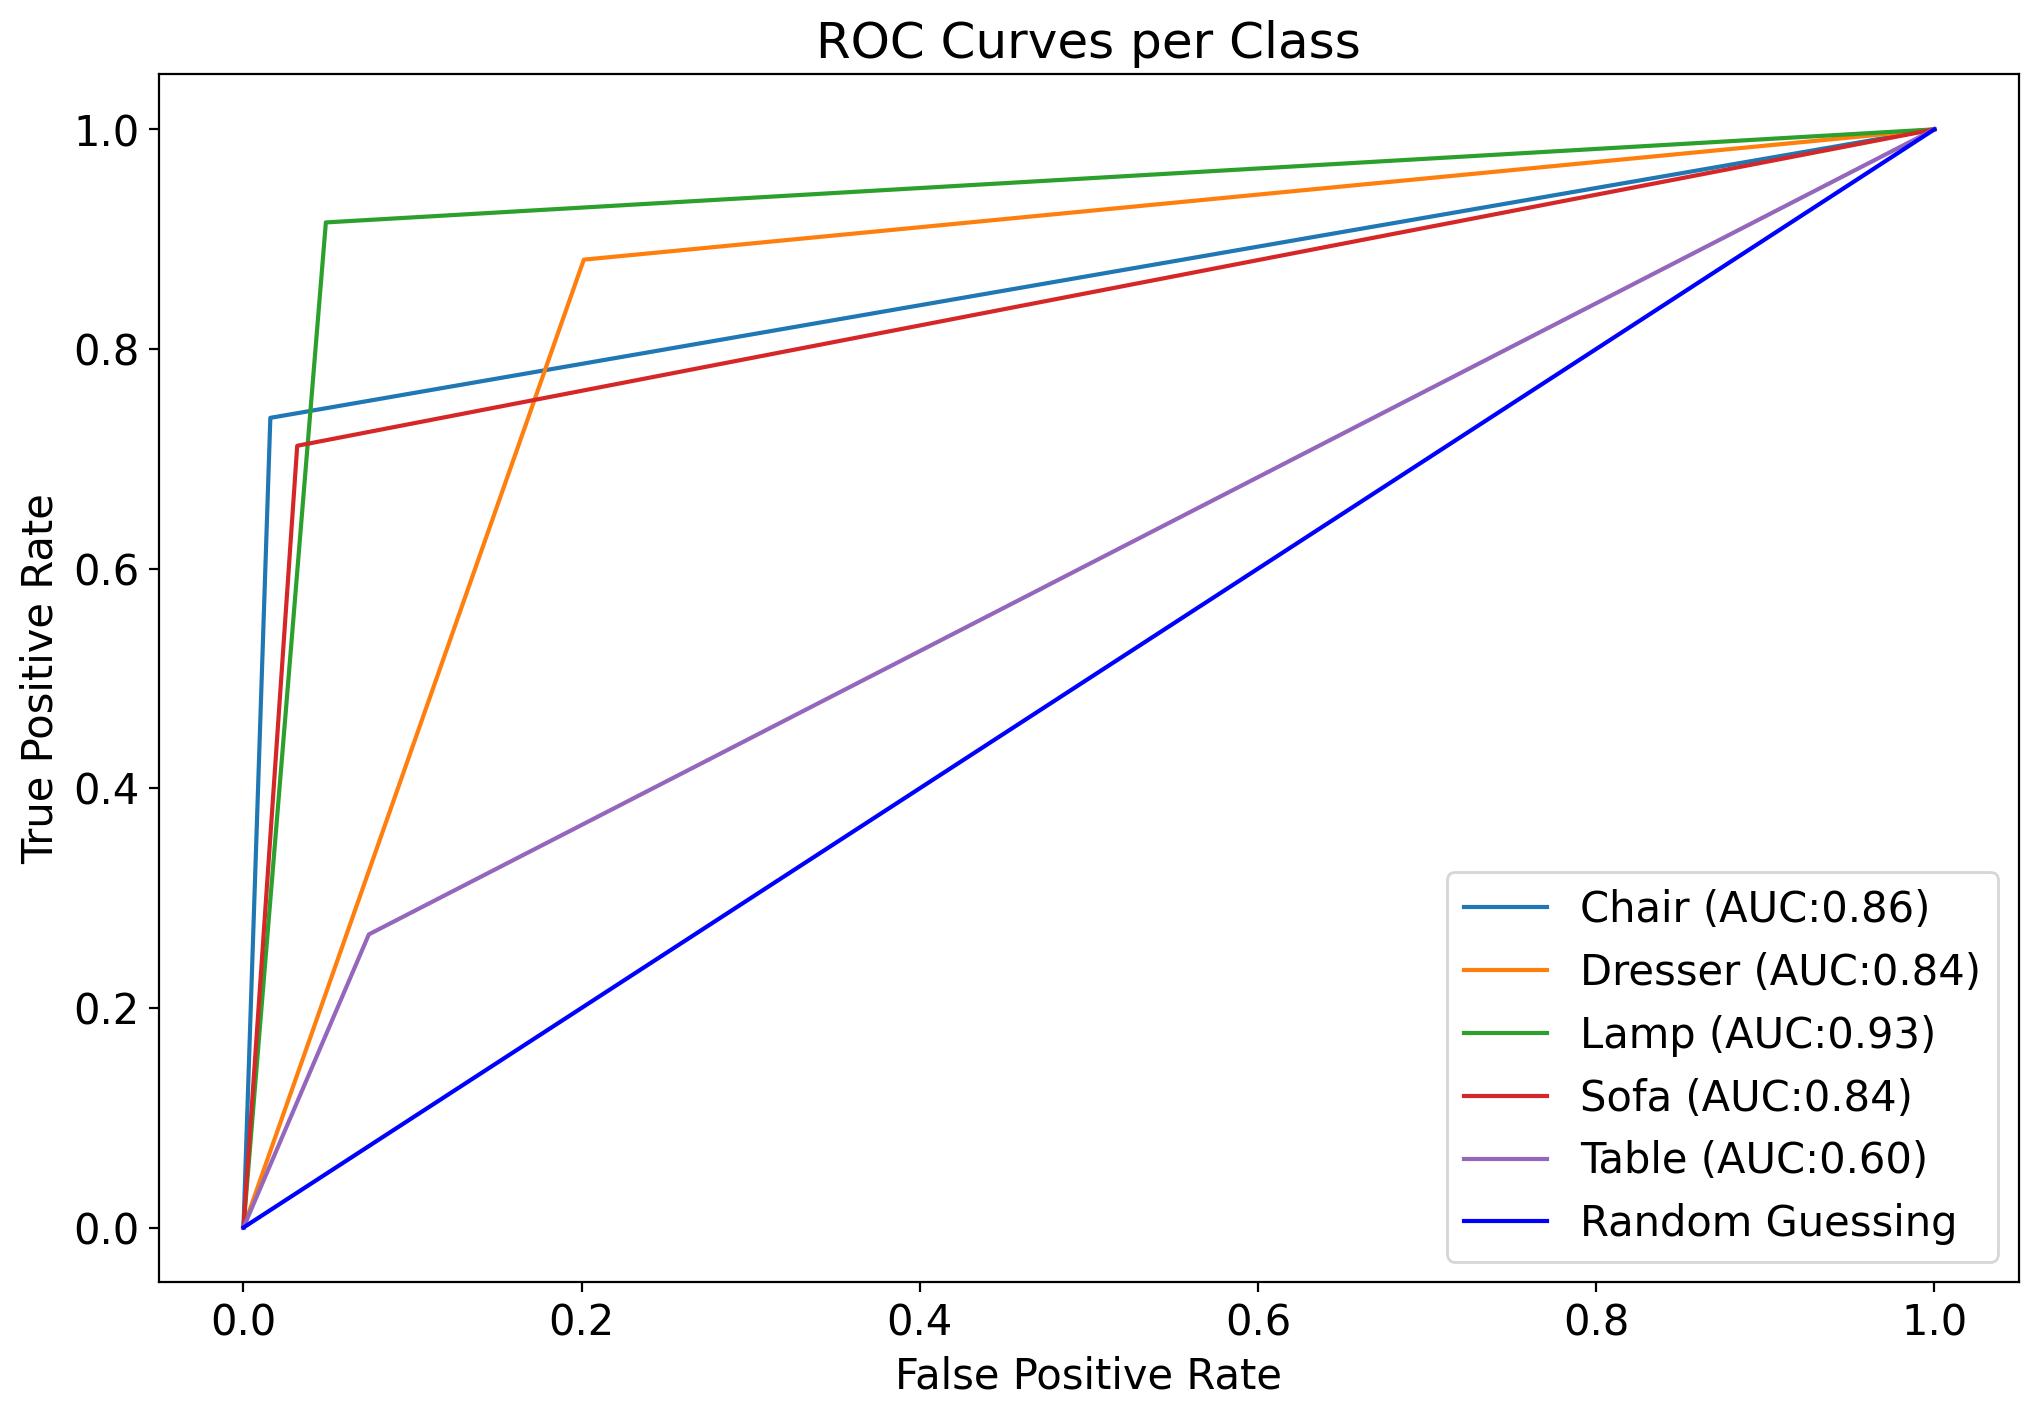 ROC Curves per Class
1.0
0.8
0.6
0.4
0.2
0.0
True Positive Rate
Chair (AUC:0.86)
Dresser (AUC:0.84)
Lamp (AUC:0.93)
Sofa (AUC:0.84)
Table (AUC:0.60)
Random Guessing
0.0 0.2 0.4 0.6 0.8 1.0
False Positive Rate